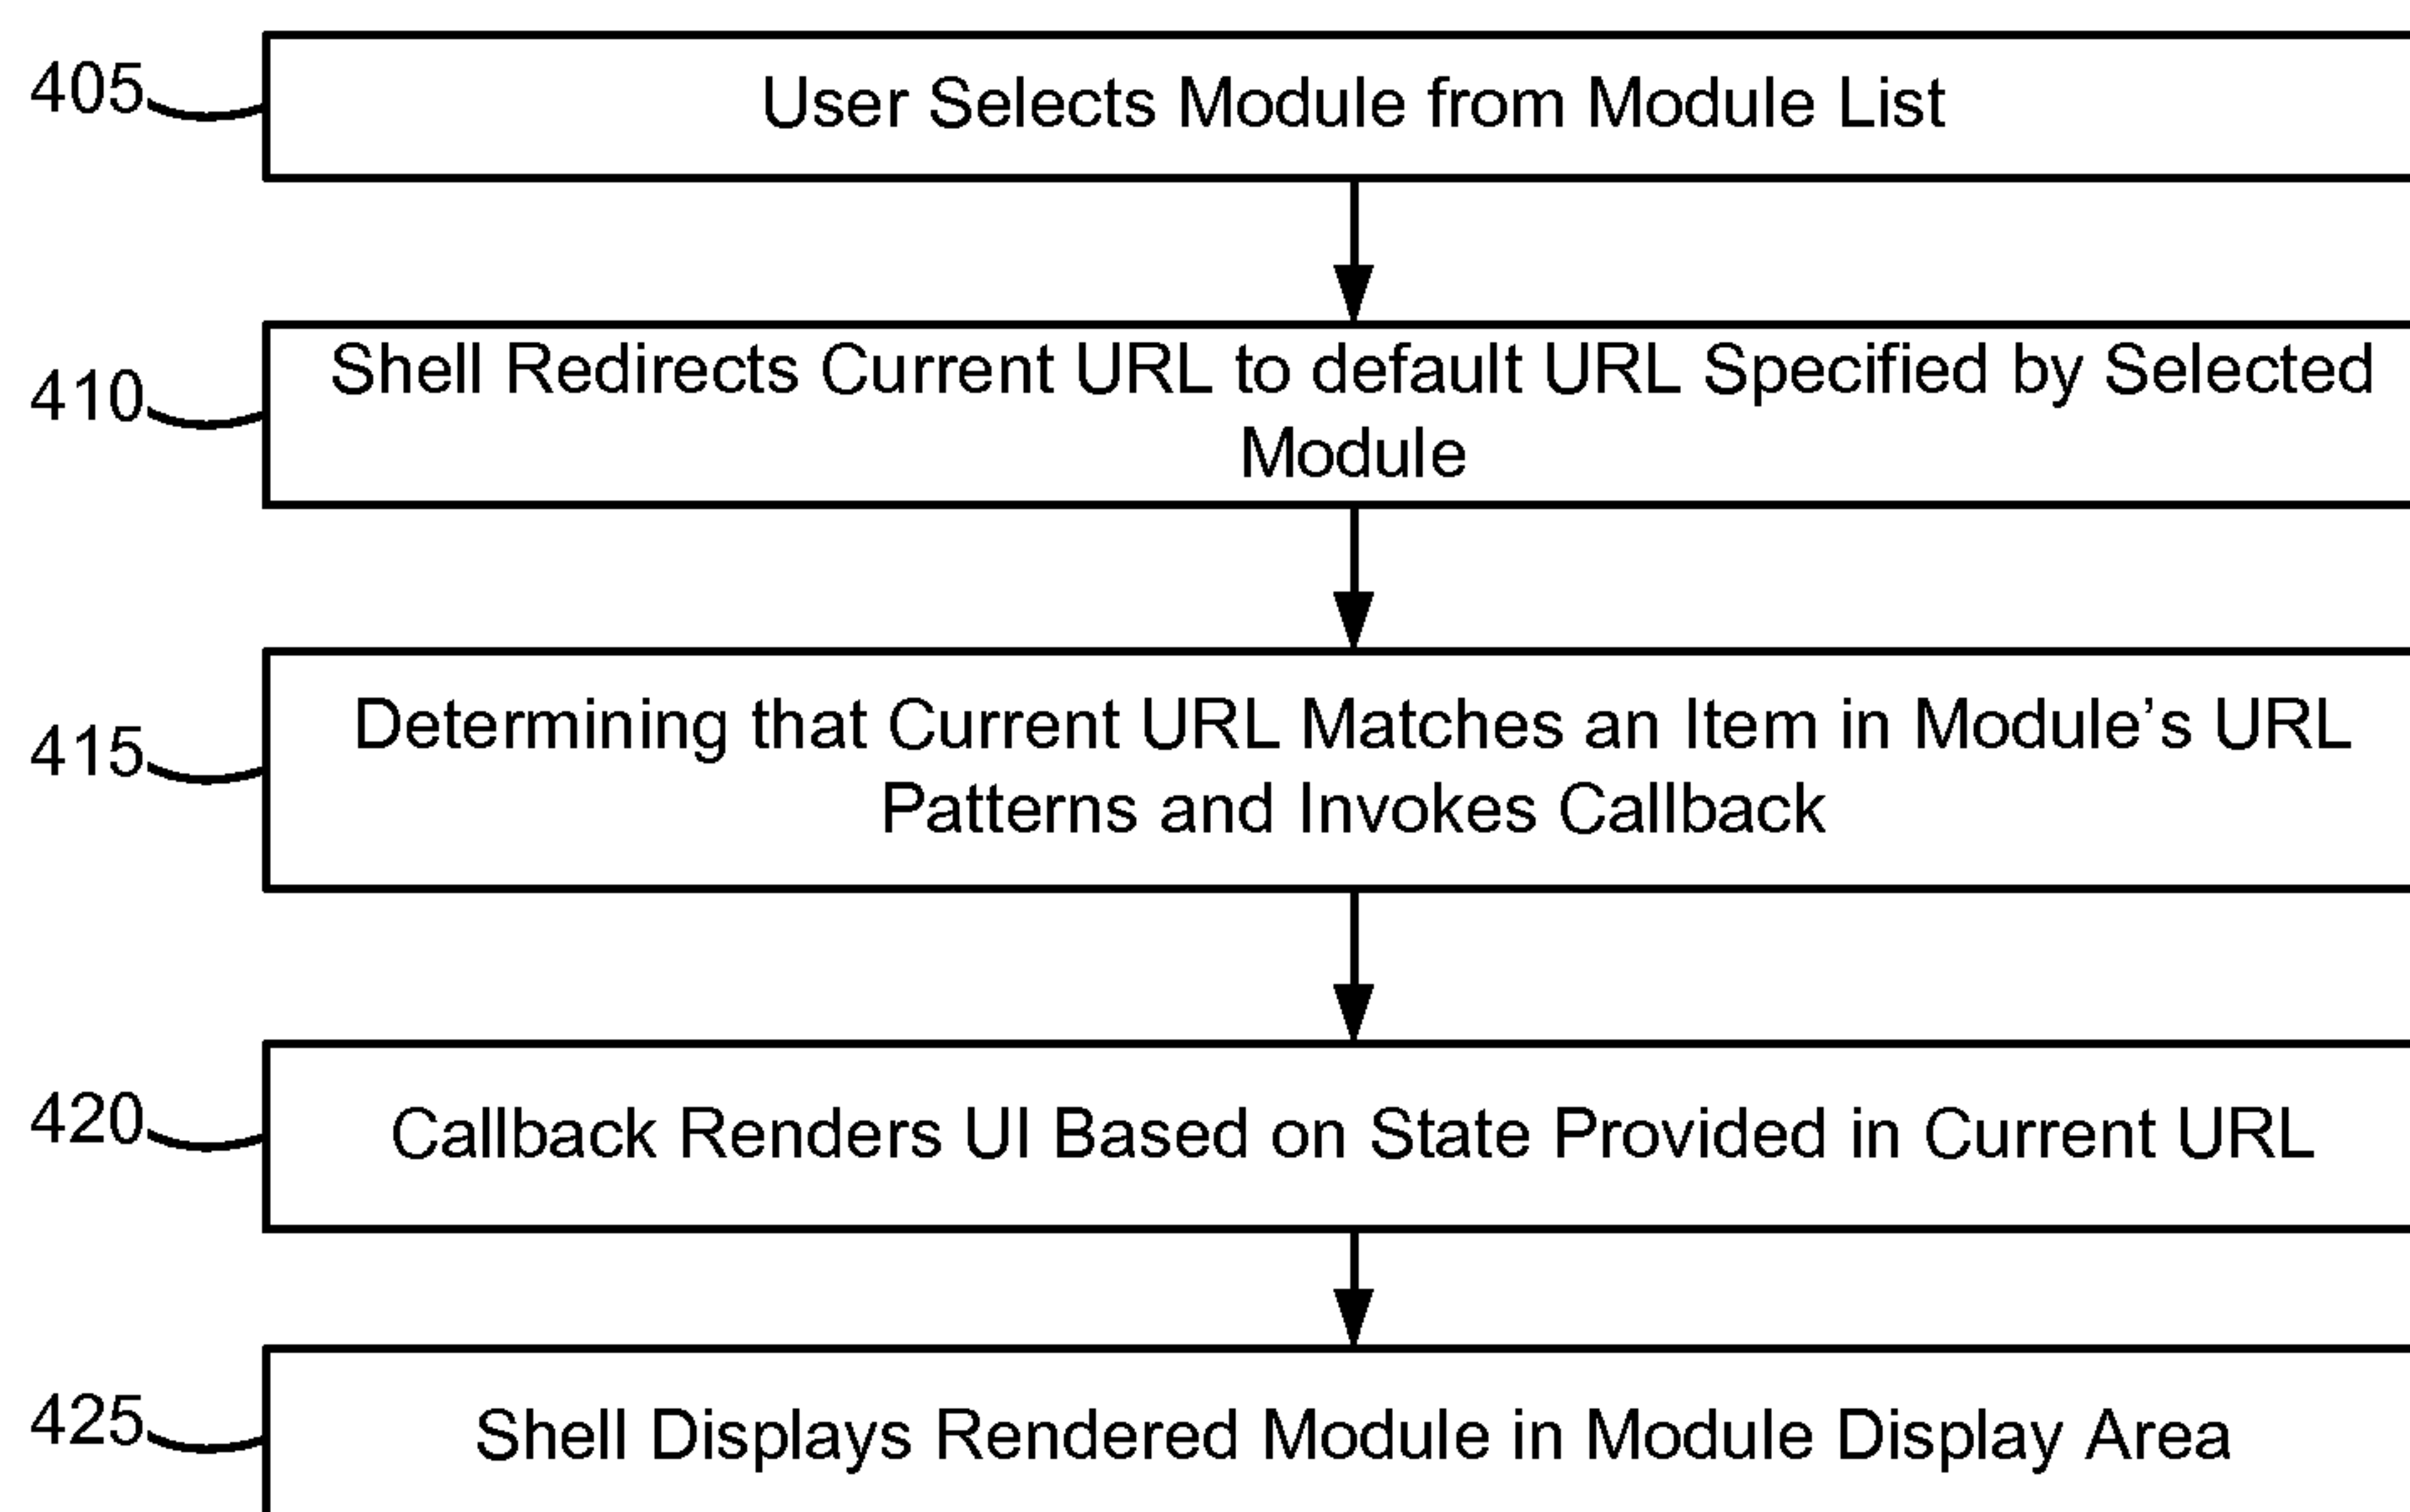 405
User Selects Module from Module List
410
Shell Redirects Current URL to default URL Specified by Selected
Module
415
Determining that Current URL Matches an Item in Module’s URL
Patterns and Invokes Callback
420
Callback Renders UI Based on State Provided in Current URL
425
Shell Displays Rendered Module in Module Display Area